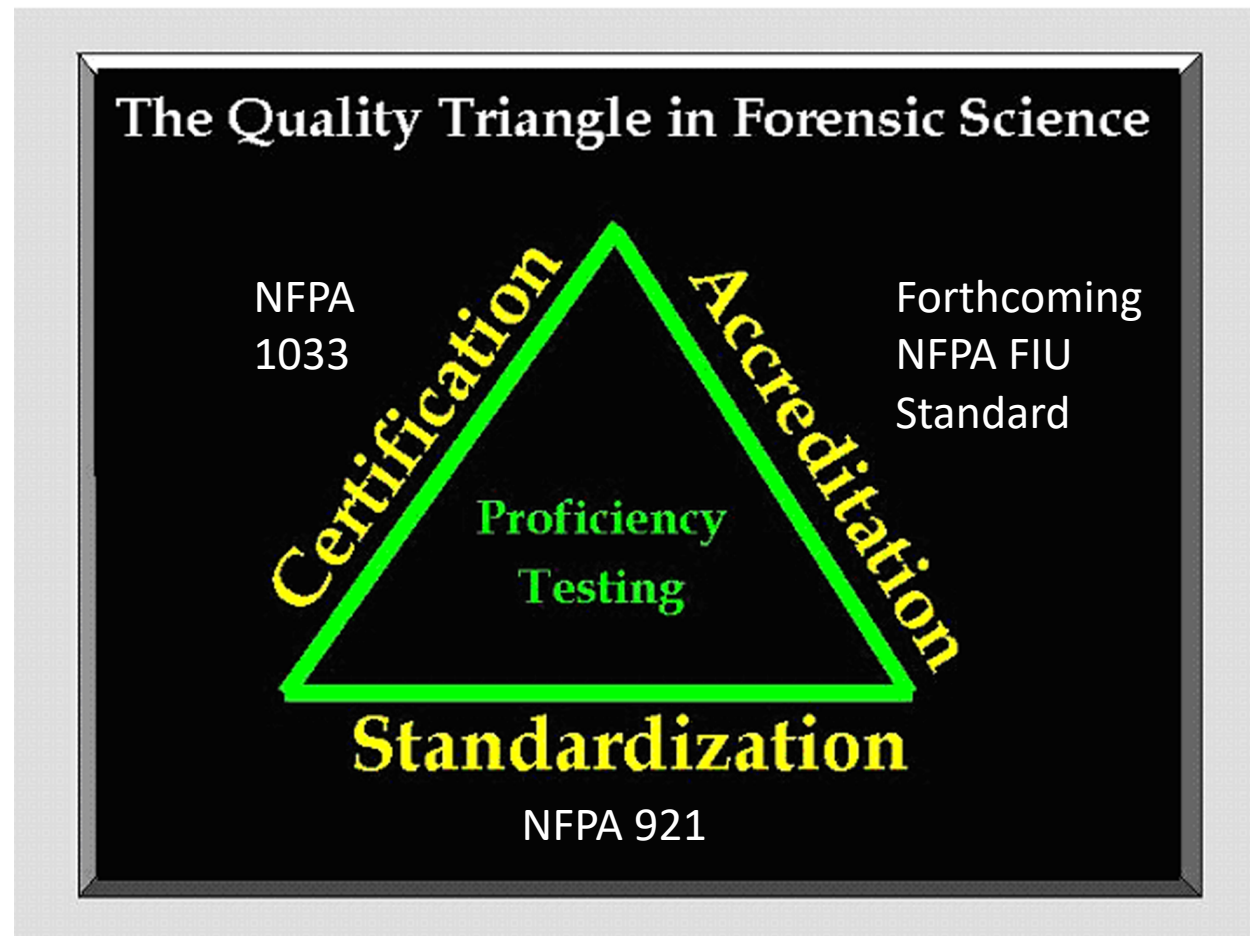 The Quality Triangle in Forensic Science
NFPA
1033
Certification
Accreditation
Forthcoming
NFPA FIU
Standard
Proficiency
Testing
Standardization
NFPA 921